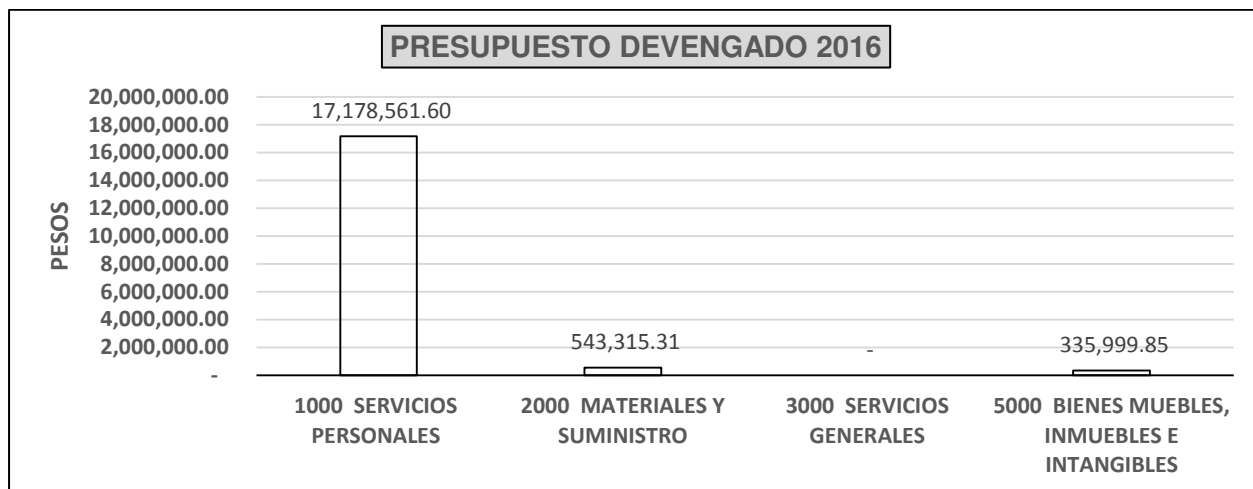 PRESUPUESTO DEVENGADO 2016
PESOS
20,000,000.00
18,000,000.00
16,000,000.00
14,000,000.00
12,000,000.00
10,000,000.00
8,000,000.00
6,000,000.00
4,000,000.00
2,000,000.00
-
17,178,561.60
543,315.31
-
335,999.85
1000 SERVICIOS
PERSONALES
2000 MATERIALES Y
SUMINISTRO
3000 SERVICIOS
GENERALES
5000 BIENES MUEBLES,
INMUEBLES E
INTANGIBLES